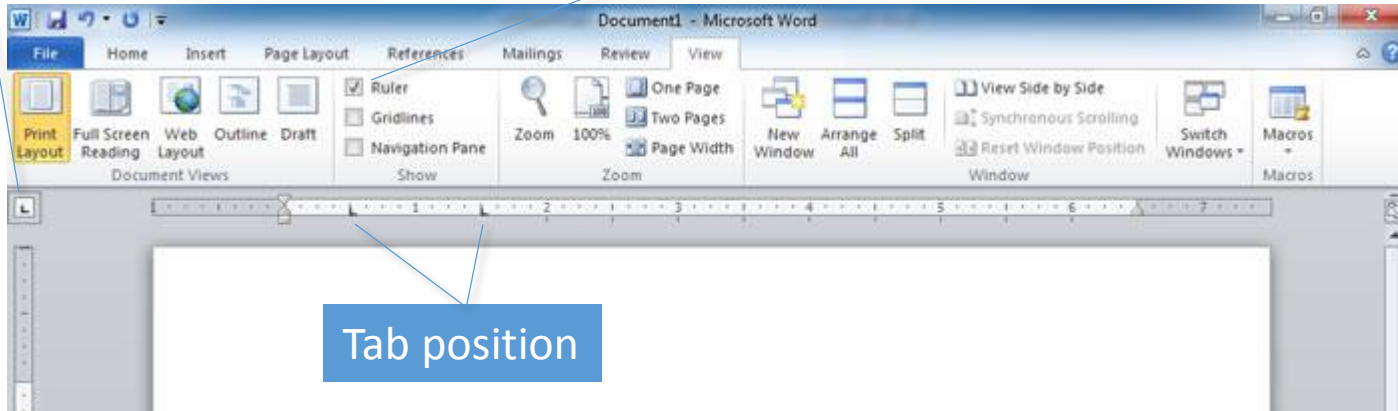 W
Document1 - Microsoft Word
File Home Insert Page Layout References Mailings Review View
Print Layout
Full Screen Reading
Web Layout
Outline
Draft
Document Views
Ruler
Gridlines
Navigation Pane
Show
Zoom
100%
One Page
Two Pages
Page Width
Zoom
New Window
Arrange All
Split
View Side by Side
Synchronous Scrolling
Reset Window Position
Switch Windows
Window
Macros
Macros
L
1 1 2 3 4 5 6 7
Tab position